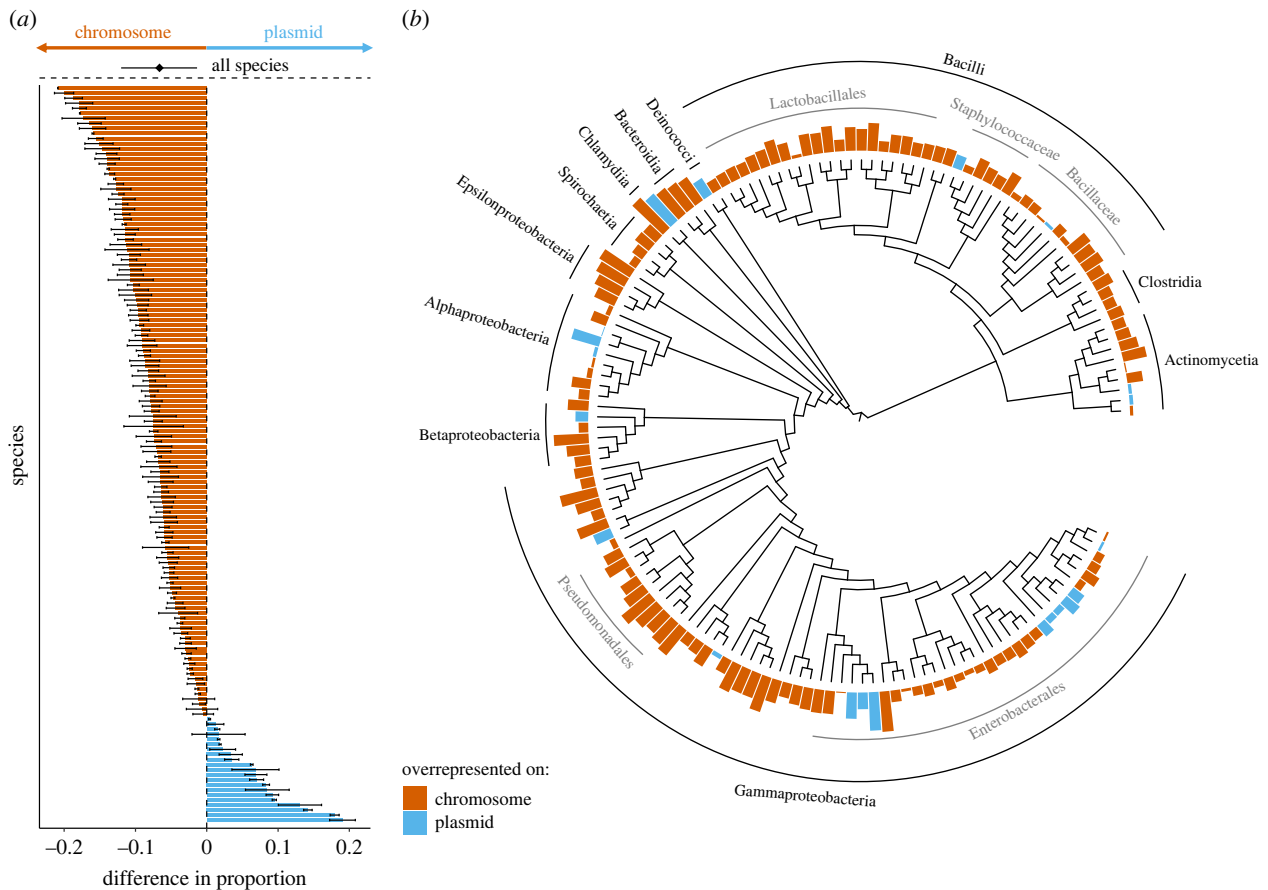 (a)
chromosome
plasmid
all species
species
–0.2
–0.1
0
0.1
0.2
difference in proportion
(b)
Bacilli
Lactobacillales
Staphylococcaceae
Bacillaceae
Deinococci
Bacteroidia
Chlamydiia
Spirochaetia
Epsilonproteobacteria
Alphaproteobacteria
Betaproteobacteria
Clostridia
Actinomycetia
Pseudomonadales
Enterobacterales
Gammaproteobacteria
overrepresented on:
chromosome
plasmid